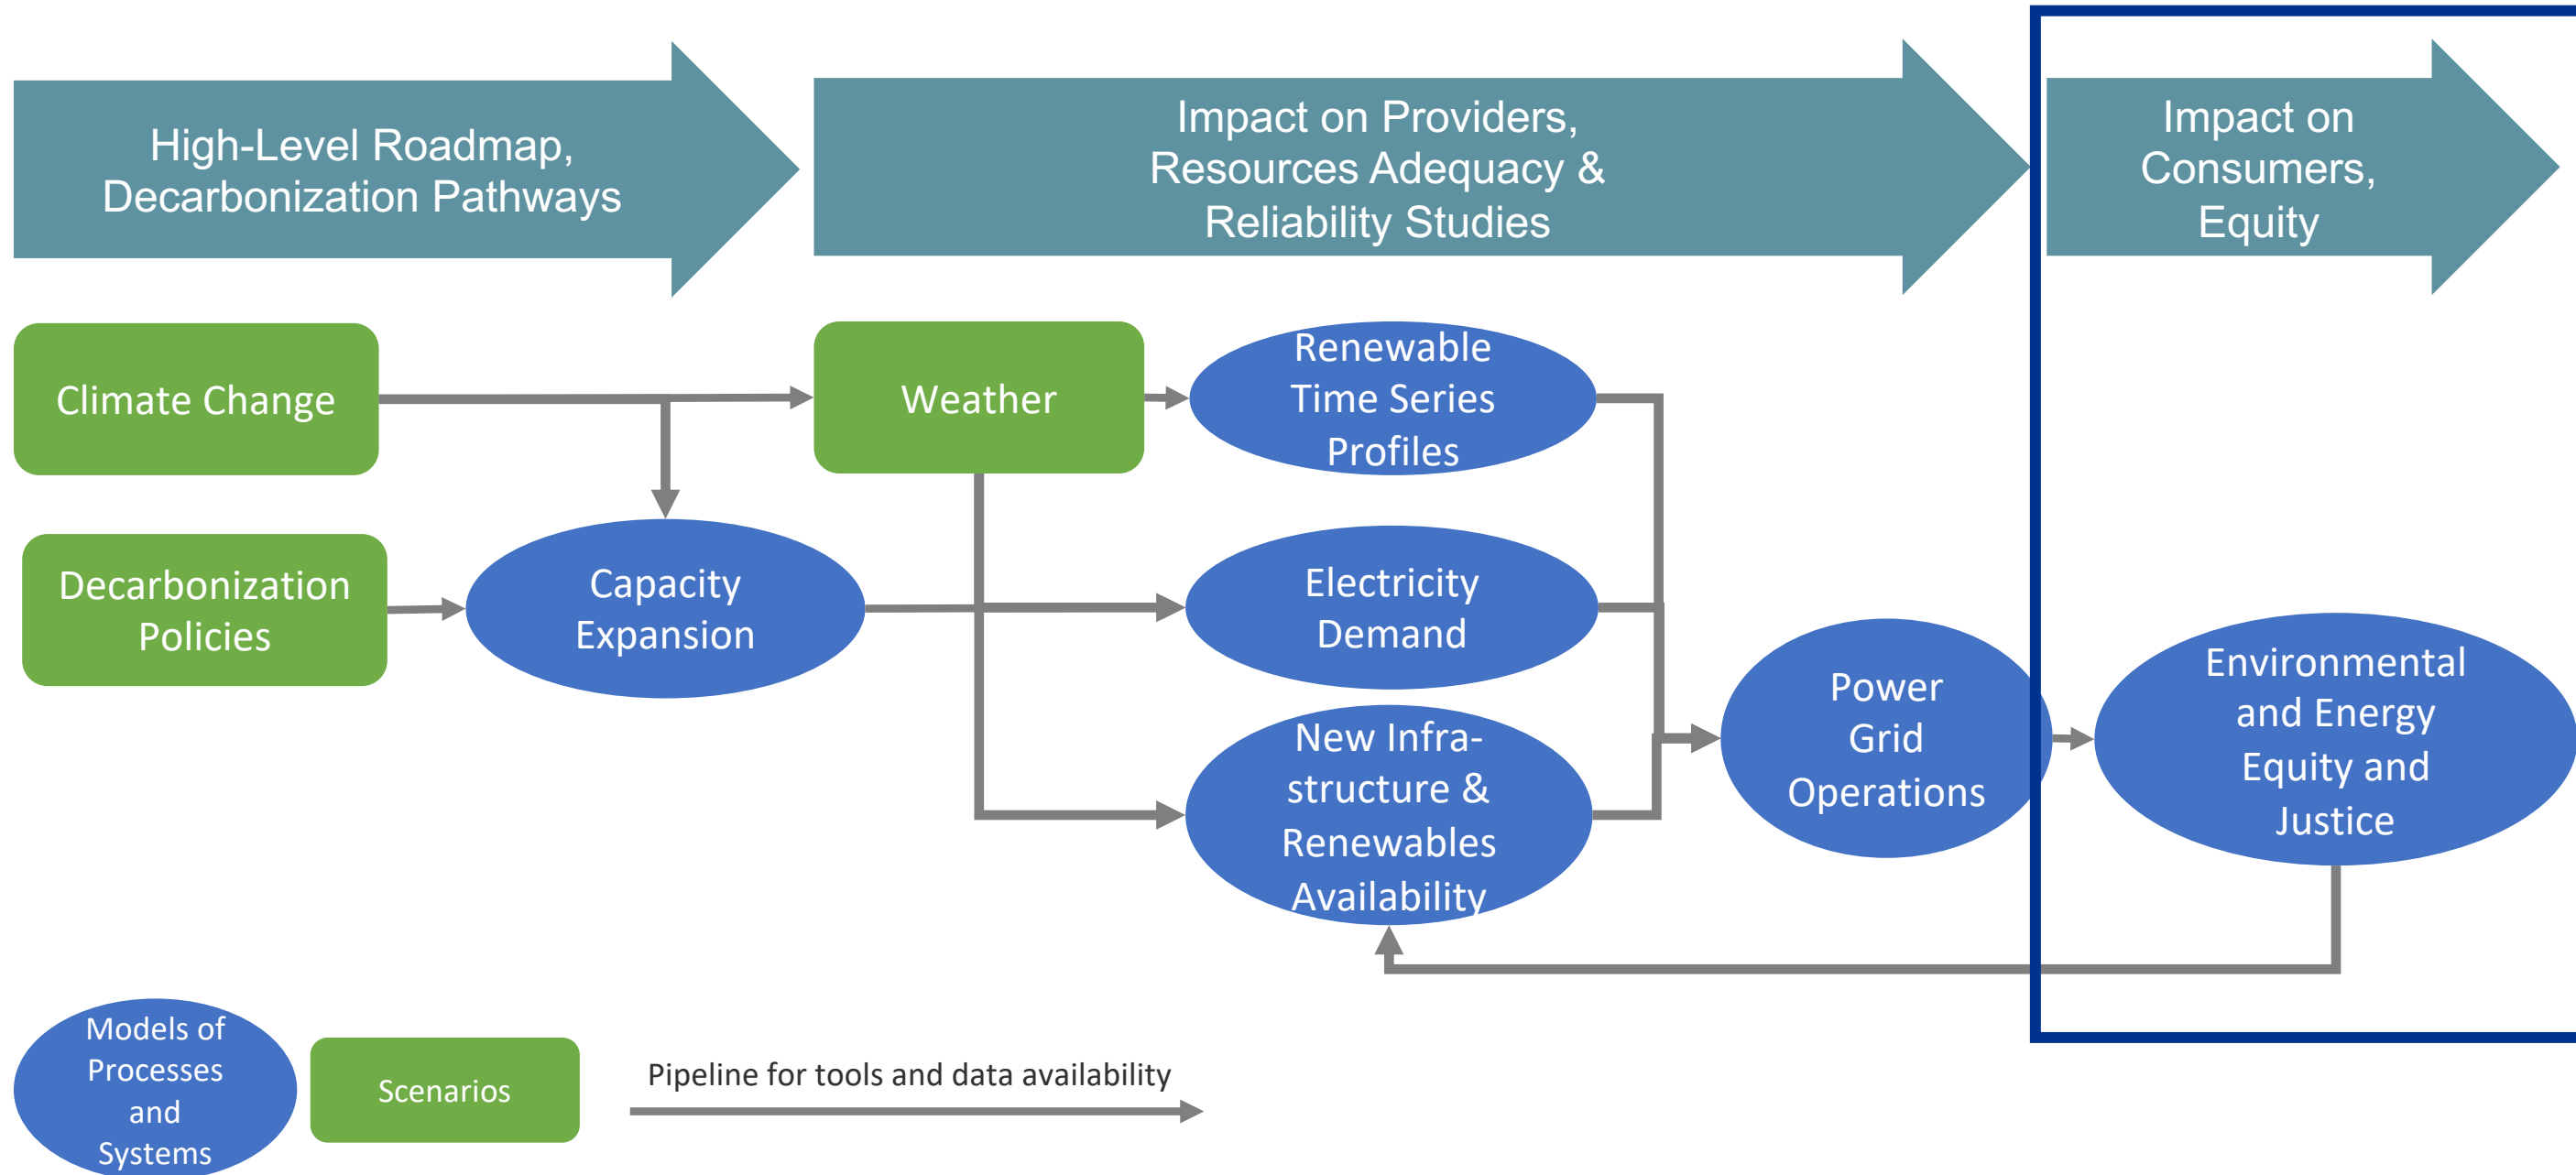 High-Level Roadmap,
Decarbonization Pathways
Impact on Providers,
Resources Adequacy &
Reliability Studies
Impact on
Consumers,
Equity
Climate Change
Weather
Renewable
Time Series
Profiles
Decarbonization
Policies
Capacity
Expansion
Electricity
Demand
New Infra-
structure &
Renewables
Availability
Power
Grid
Operations
Environmental
and Energy
Equity and
Justice
Models of
Processes
and
Systems
Scenarios
Pipeline for tools and data availability